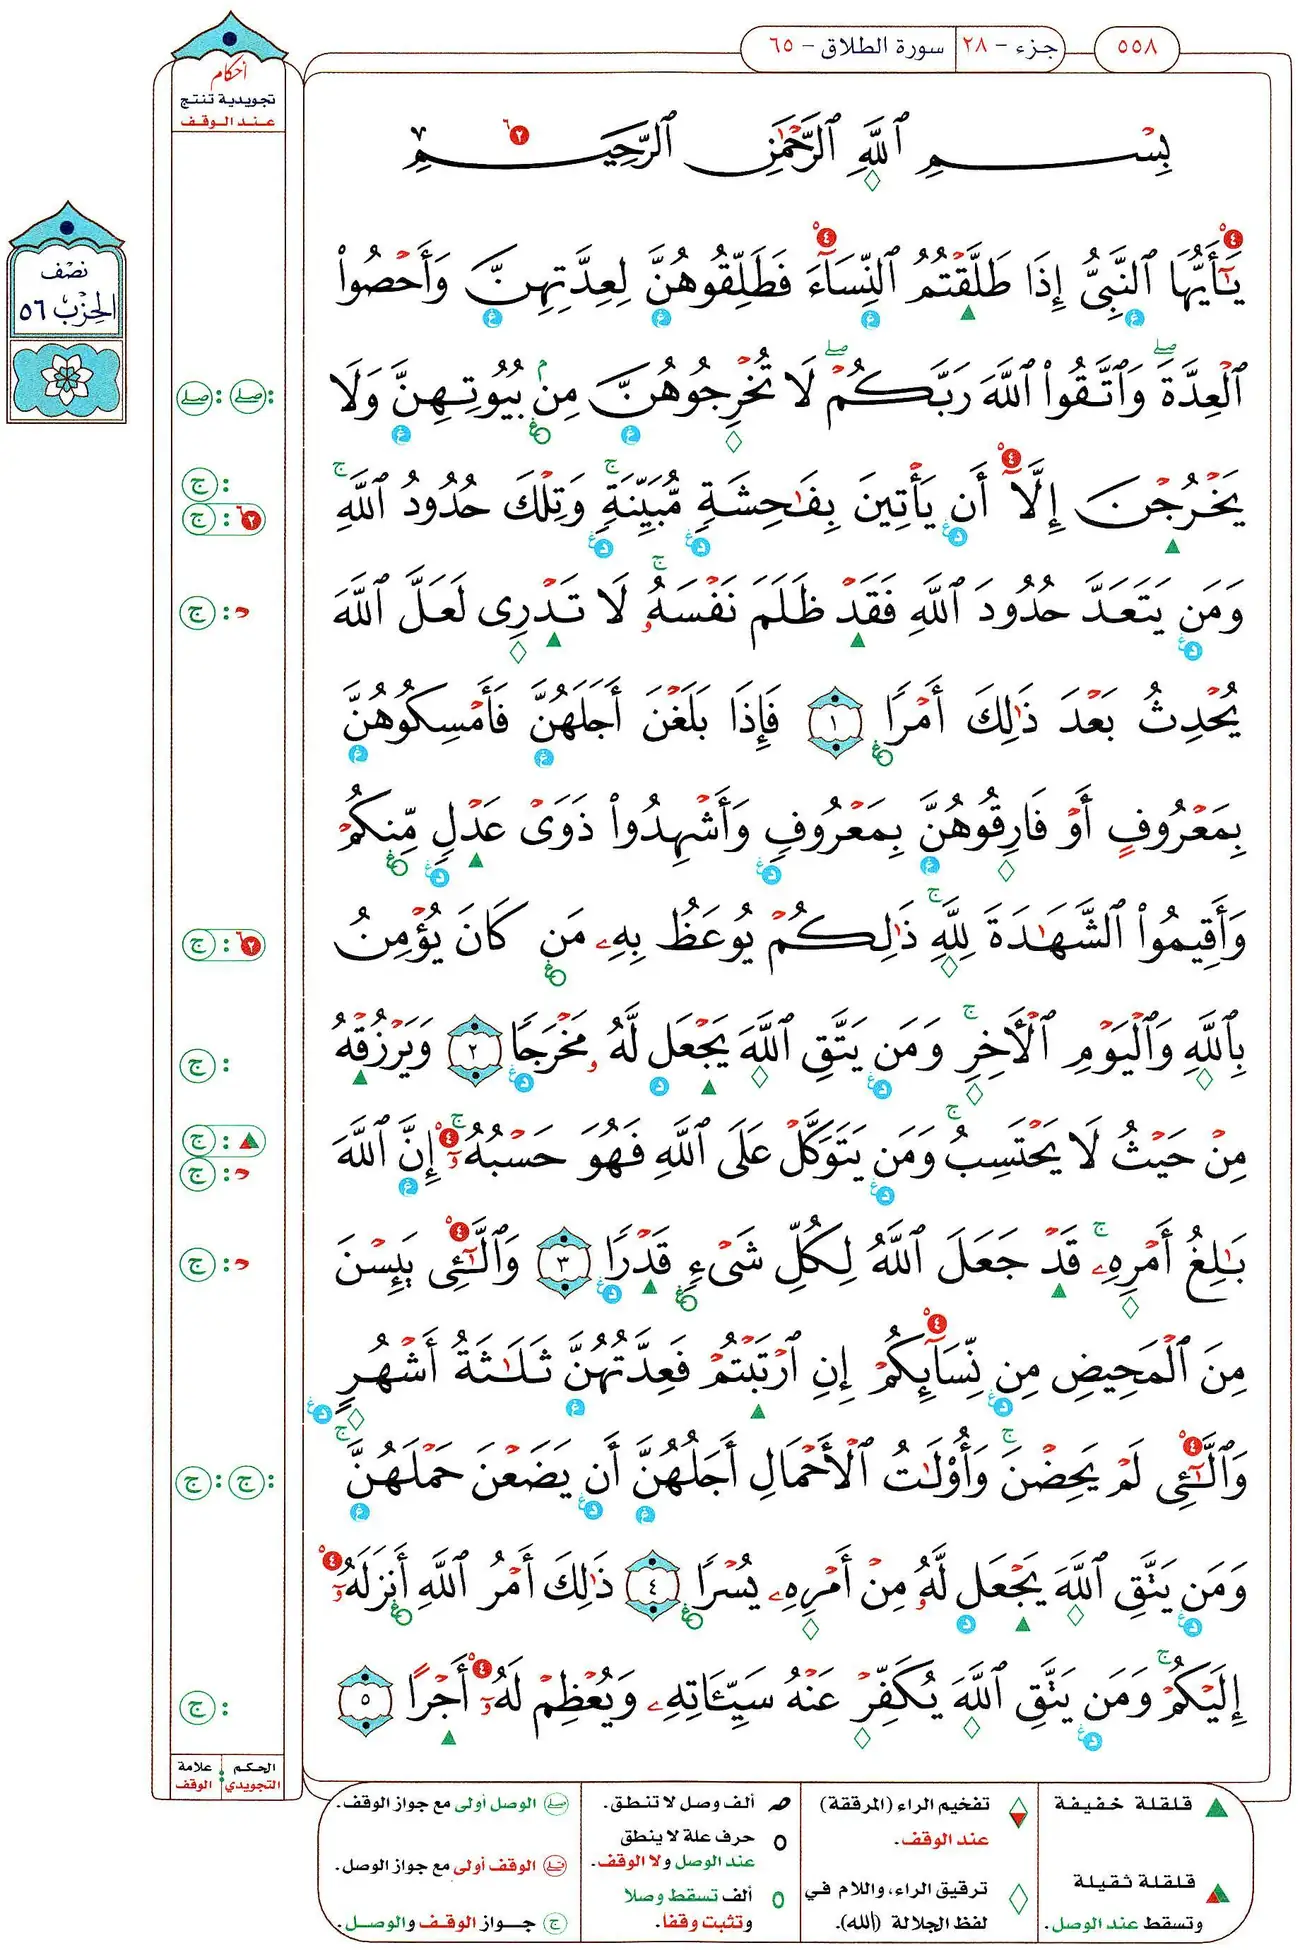 ٥٥٨
جزء - ٢٨ سورة الطلاق - ٦٥
أحكام
تجويدية تنتج
عند الوقف
نصف
الحزب ٥٦
بِسْمِ ٱللَّهِ ٱلرَّحْمَٰنِ ٱلرَّحِيمِ
يَٰٓأَيُّهَا ٱلنَّبِىُّ إِذَا طَلَّقْتُمُ ٱلنِّسَآءَ فَطَلِّقُوهُنَّ لِعِدَّتِهِنَّ وَأَحْصُوا۟
ٱلْعِدَّةَ ۖ وَٱتَّقُوا۟ ٱللَّهَ رَبَّكُمْ ۖ لَا تُخْرِجُوهُنَّ مِنۢ بُيُوتِهِنَّ وَلَا
يَخْرُجْنَ إِلَّآ أَن يَأْتِينَ بِفَٰحِشَةٍ مُّبَيِّنَةٍ ۚ وَتِلْكَ حُدُودُ ٱللَّهِ ۚ
وَمَن يَتَعَدَّ حُدُودَ ٱللَّهِ فَقَدْ ظَلَمَ نَفْسَهُۥ ۚ لَا تَدْرِى لَعَلَّ ٱللَّهَ
يُحْدِثُ بَعْدَ ذَٰلِكَ أَمْرًا ١ فَإِذَا بَلَغْنَ أَجَلَهُنَّ فَأَمْسِكُوهُنَّ
بِمَعْرُوفٍ أَوْ فَارِقُوهُنَّ بِمَعْرُوفٍ وَأَشْهِدُوا۟ ذَوَىْ عَدْلٍ مِّنكُمْ
وَأَقِيمُوا۟ ٱلشَّهَٰدَةَ لِلَّهِ ۚ ذَٰلِكُمْ يُوعَظُ بِهِۦ مَن كَانَ يُؤْمِنُ
بِٱللَّهِ وَٱلْيَوْمِ ٱلْأَخِرِ ۚ وَمَن يَتَّقِ ٱللَّهَ يَجْعَل لَّهُۥ مَخْرَجًا ٢ وَيَرْزُقْهُ
مِنْ حَيْثُ لَا يَحْتَسِبُ ۚ وَمَن يَتَوَكَّلْ عَلَى ٱللَّهِ فَهُوَ حَسْبُهُۥٓ ۚ إِنَّ ٱللَّهَ
بَٰلِغُ أَمْرِهِۦ ۚ قَدْ جَعَلَ ٱللَّهُ لِكُلِّ شَىْءٍ قَدْرًا ٣ وَٱلَّٰٓـِٔى يَئِسْنَ
مِنَ ٱلْمَحِيضِ مِن نِّسَآئِكُمْ إِنِ ٱرْتَبْتُمْ فَعِدَّتُهُنَّ ثَلَٰثَةُ أَشْهُرٍ
وَٱلَّٰٓـِٔى لَمْ يَحِضْنَ ۚ وَأُو۟لَٰتُ ٱلْأَحْمَالِ أَجَلُهُنَّ أَن يَضَعْنَ حَمْلَهُنَّ ۚ
وَمَن يَتَّقِ ٱللَّهَ يَجْعَل لَّهُۥ مِنْ أَمْرِهِۦ يُسْرًا ٤ ذَٰلِكَ أَمْرُ ٱللَّهِ أَنزَلَهُۥٓ
إِلَيْكُمْ ۚ وَمَن يَتَّقِ ٱللَّهَ يُكَفِّرْ عَنْهُ سَيِّـَٔاتِهِۦ وَيُعْظِمْ لَهُۥٓ أَجْرًا ٥
الحكم التجويدي : علامة الوقف
قلقلة خفيفة
قلقلة ثقيلة
وتسقط عند الوصل.
تفخيم الراء (المرققة)
عند الوقف.
ترقيق الراء، واللام في
لفظ الجلالة (الله).
ألف وصل لا تنطق.
حرف علة لا ينطق
عند الوصل ولا الوقف.
ألف تسقط وصلا
وتثبت وقفا.
صلى الوصل أولى مع جواز الوقف.
قلى الوقف أولى مع جواز الوصل.
ج جواز الوقف والوصل.